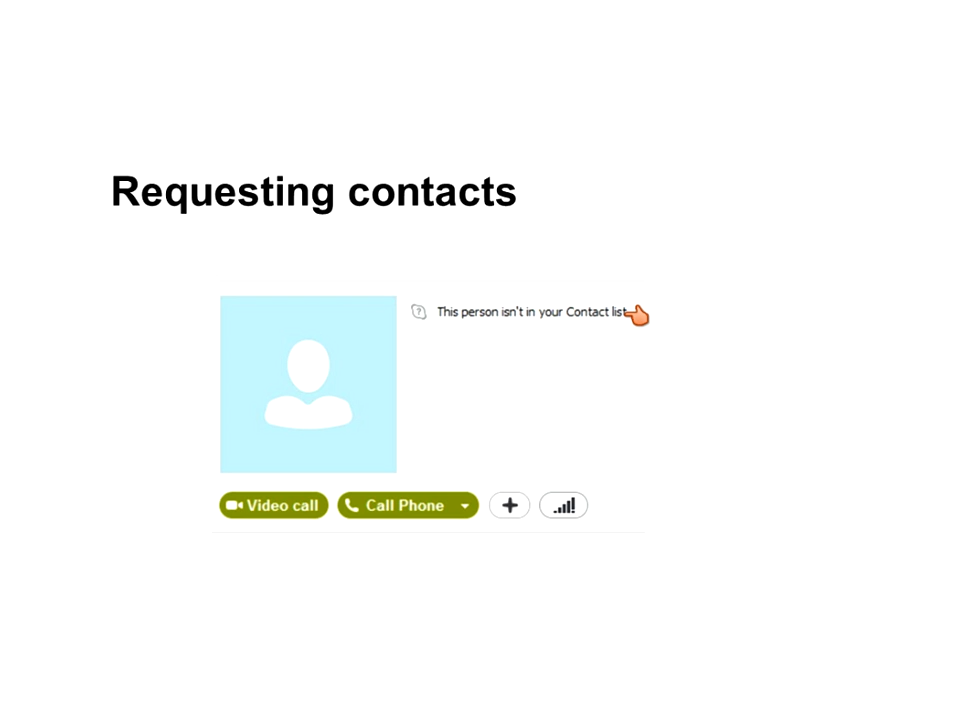 Requesting contacts
This person isn't in your Contact list
Video call
Call Phone